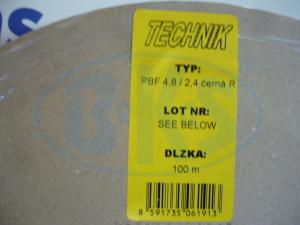 TECHNIK
TYP:
PBF 4,8 / 2,4 černá R
LOT NR:
SEE BELOW
DLZKA:
100 m
8 591735 061913